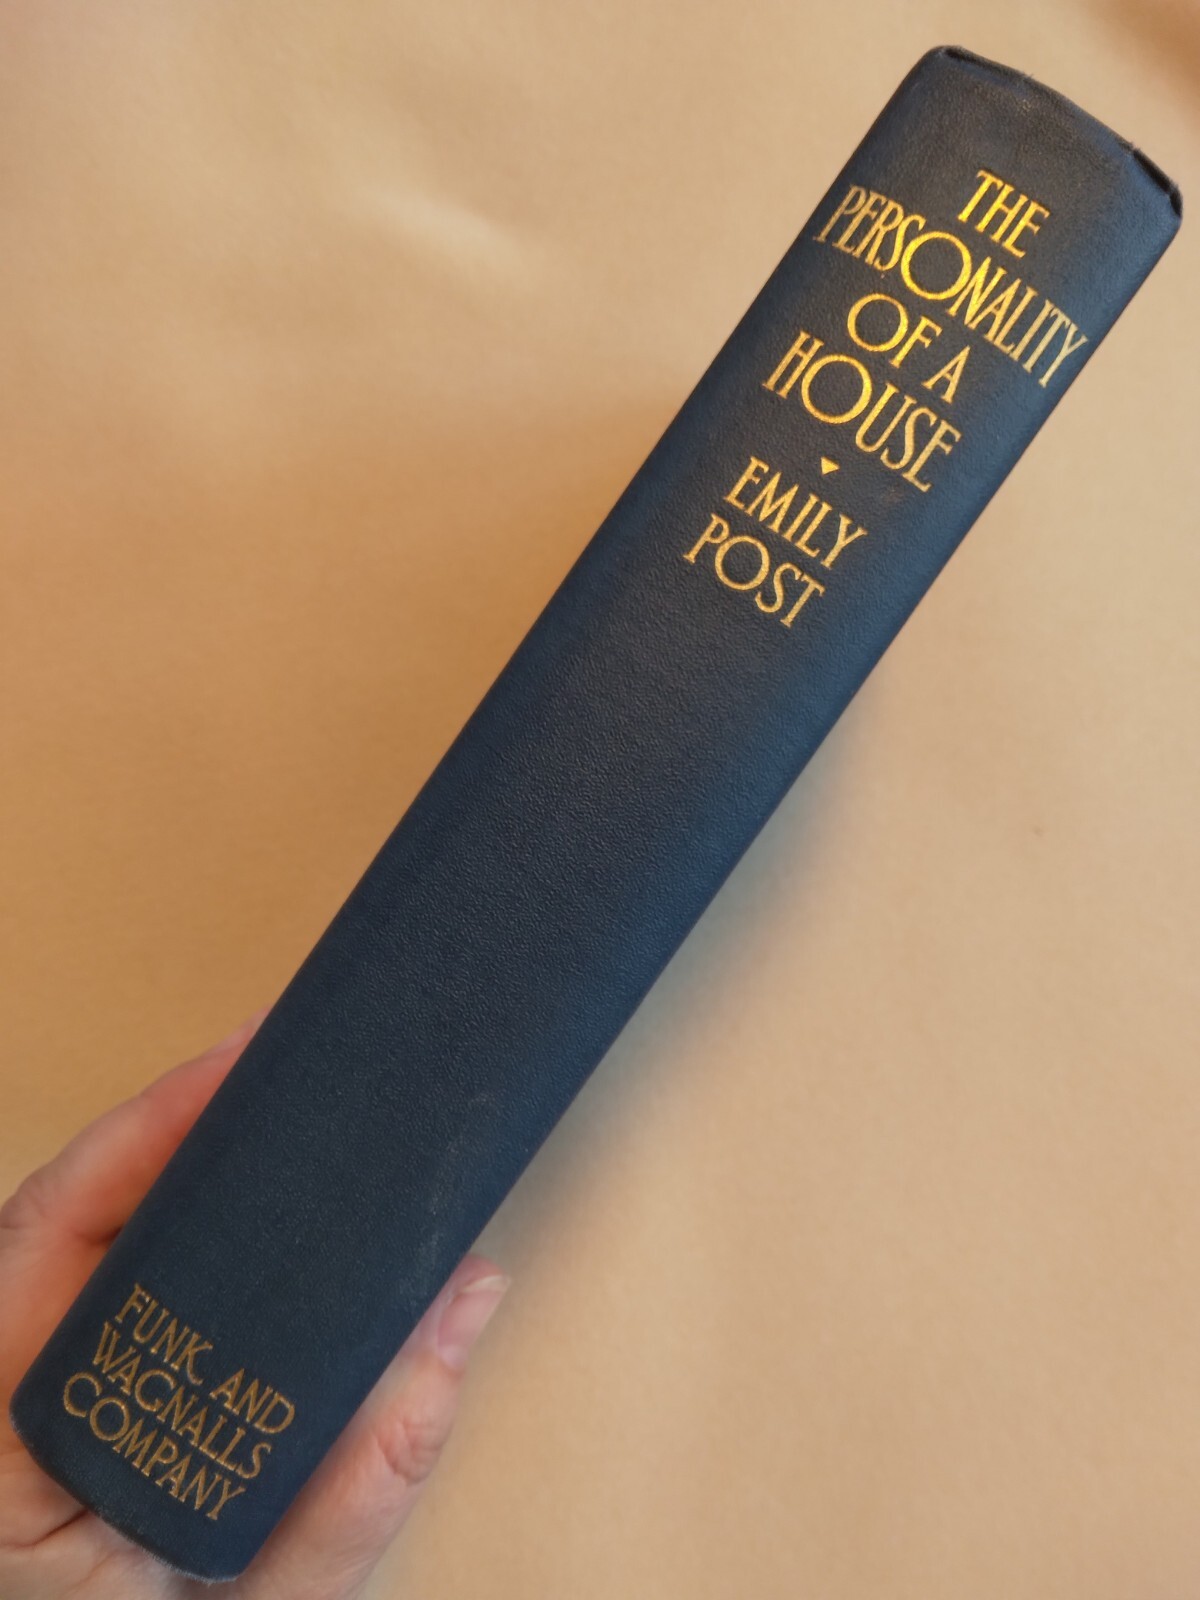 THE
PERSONALITY
OF A
HOUSE
EMILY
POST
FUNK AND
WAGNALLS
COMPANY